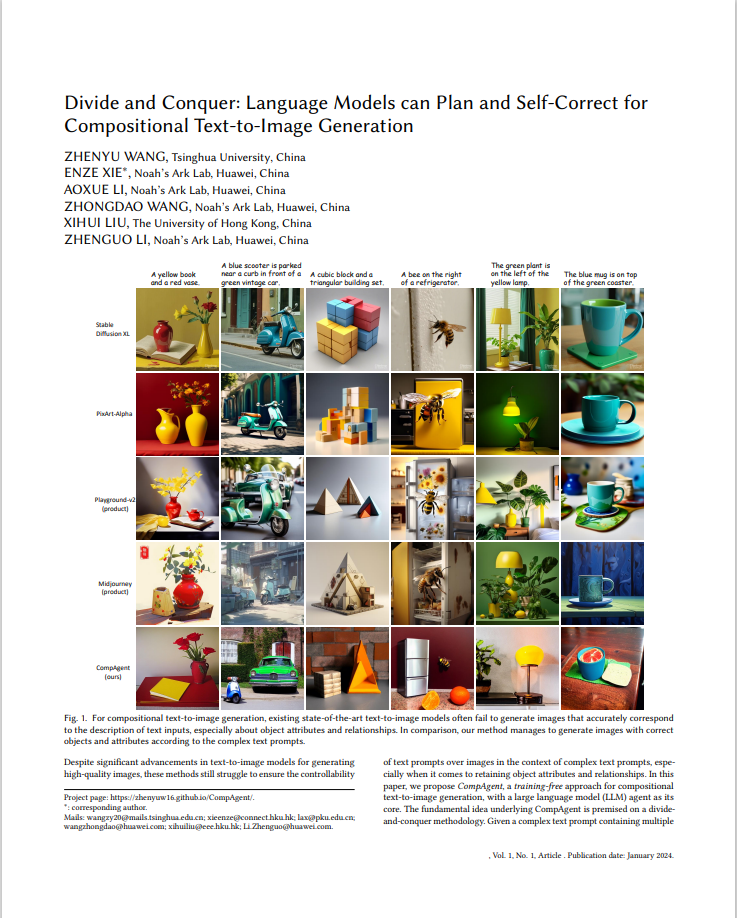 Divide and Conquer: Language Models can Plan and Self-Correct for
Compositional Text-to-Image Generation
ZHENYU WANG, Tsinghua University, China
ENZE XIE*, Noah's Ark Lab, Huawei, China
AOXUE LI, Noah's Ark Lab, Huawei, China
ZHONGDAO WANG, Noah's Ark Lab, Huawei, China
XIHUI LIU, The University of Hong Kong, China
ZHENGUO LI, Noah's Ark Lab, Huawei, China
A yellow book
and a red vase.
A blue scooter is parked
near a curb in front of a
green vintage car.
A cubic block and a
triangular building set.
A bee on the right
of a refrigerator.
The green plant is
on the left of the
yellow lamp.
The blue mug is on top
of the green coaster.
Stable
Diffusion XL
PixArt-Alpha
Playground-v2
(product)
Midjourney
(product)
CompAgent
(ours)
Fig. 1. For compositional text-to-image generation, existing state-of-the-art text-to-image models often fail to generate images that accurately correspond
to the description of text inputs, especially about object attributes and relationships. In comparison, our method manages to generate images with correct
objects and attributes according to the complex text prompts.
Despite significant advancements in text-to-image models for generating
high-quality images, these methods still struggle to ensure the controllability
Project page: https://zhenyuw16.github.io/CompAgent/.
*: corresponding author.
Mails: wangzy20@mails.tsinghua.edu.cn; xieenze@connect.hku.hk; lax@pku.edu.cn;
wangzhongdao@huawei.com; xihuiliu@eee.hku.hk; Li.Zhenguo@huawei.com.
of text prompts over images in the context of complex text prompts, espe-
cially when it comes to retaining object attributes and relationships. In this
paper, we propose CompAgent, a training-free approach for compositional
text-to-image generation, with a large language model (LLM) agent as its
core. The fundamental idea underlying CompAgent is premised on a divide-
and-conquer methodology. Given a complex text prompt containing multiple
, Vol. 1, No. 1, Article . Publication date: January 2024.